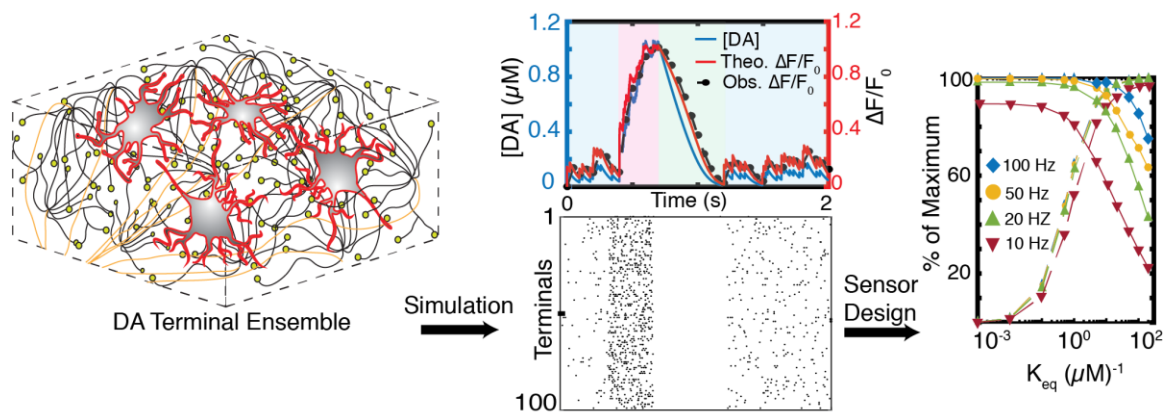 DA Terminal Ensemble
Simulation
[DA] (µM)
1.2
0.8
0.4
0
[DA]
Theo. ΔF/F₀
Obs. ΔF/F₀
1.2
0.8
0.4
0
ΔF/F₀
0
Time (s)
2
Terminals
1
100
Sensor
Design
% of Maximum
100
60
20
100 Hz
50 Hz
20 HZ
10 Hz
10⁻³
10⁰
10²
Keq (µM)⁻¹